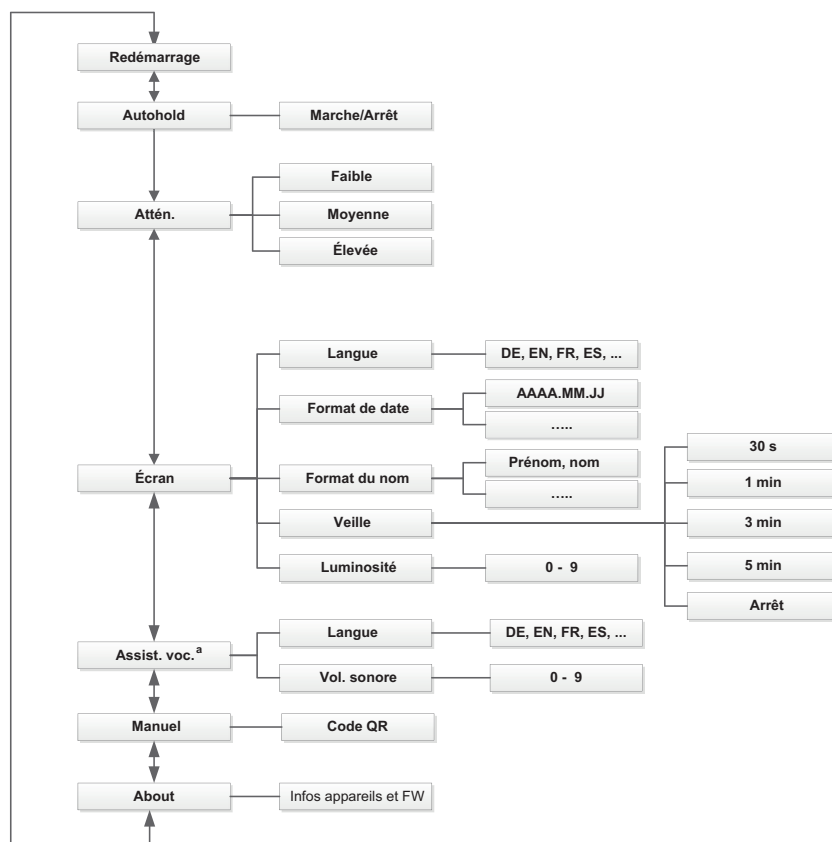 Redémarrage
Autohold
Marche/Arrêt
Faible
Attén.
Moyenne
Élevée
Langue
DE, EN, FR, ES, ...
Format de date
AAAA.MM.JJ
.....
30 s
Écran
Format du nom
Prénom, nom
.....
1 min
Veille
3 min
Luminosité
0 - 9
5 min
Arrêt
Assist. voc.a
Langue
DE, EN, FR, ES, ...
Vol. sonore
0 - 9
Manuel
Code QR
About
Infos appareils et FW